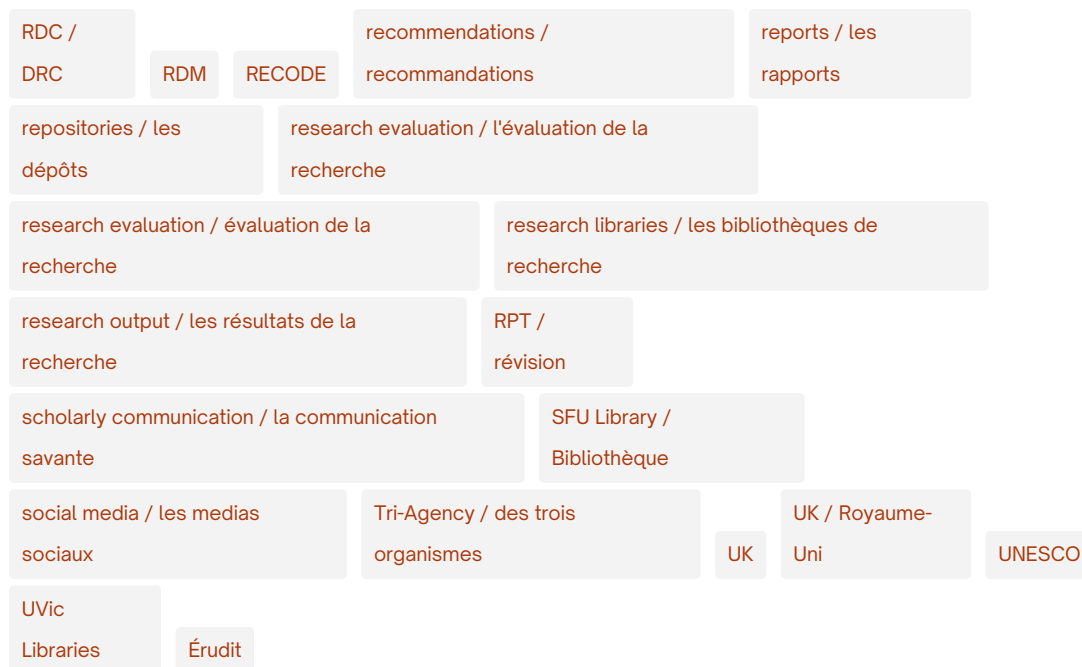 RDC /
DRC
RDM
RECODE
recommendations /
recommandations
reports / les
rapports
repositories / les
dépôts
research evaluation / l'évaluation de la
recherche
research evaluation / évaluation de la
recherche
research libraries / les bibliothèques de
recherche
research output / les résultats de la
recherche
RPT /
révision
scholarly communication / la communication
savante
SFU Library /
Bibliothèque
social media / les medias
sociaux
Tri-Agency / des trois
organismes
UK
UK / Royaume-
Uni
UNESCO
UVic
Libraries
Érudit